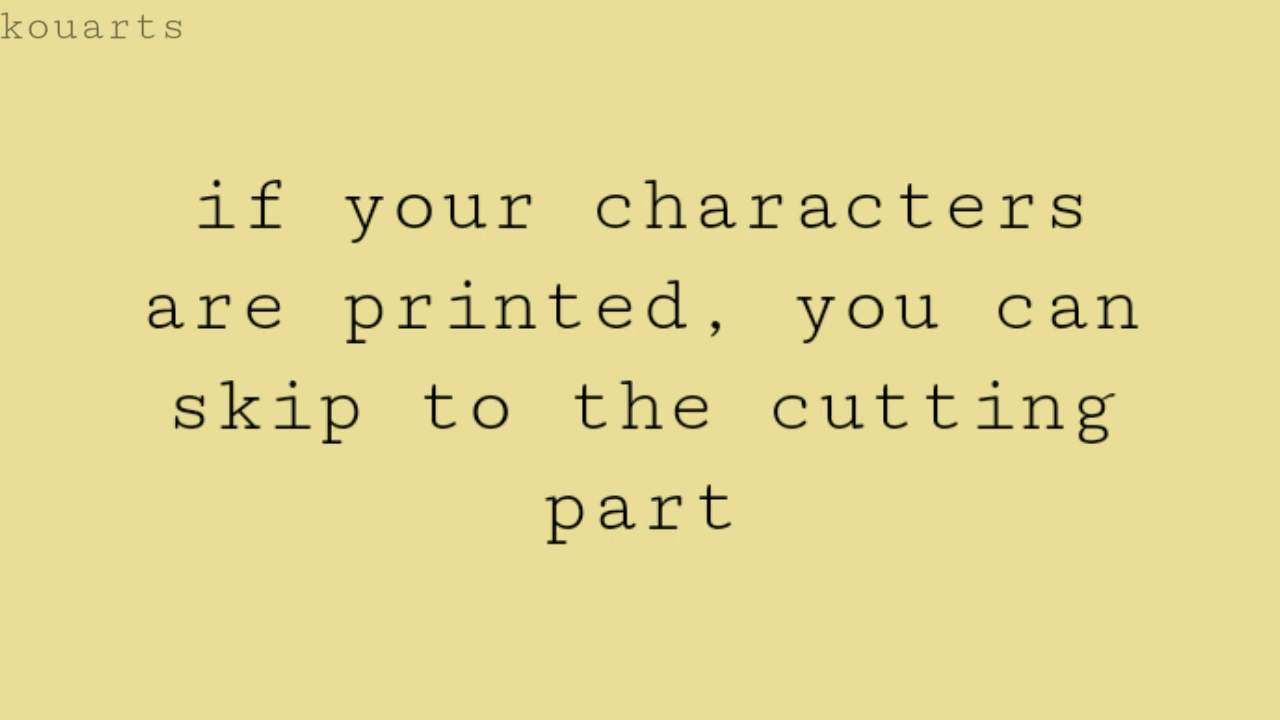 kouarts
if your characters
are printed, you can
skip to the cutting
part